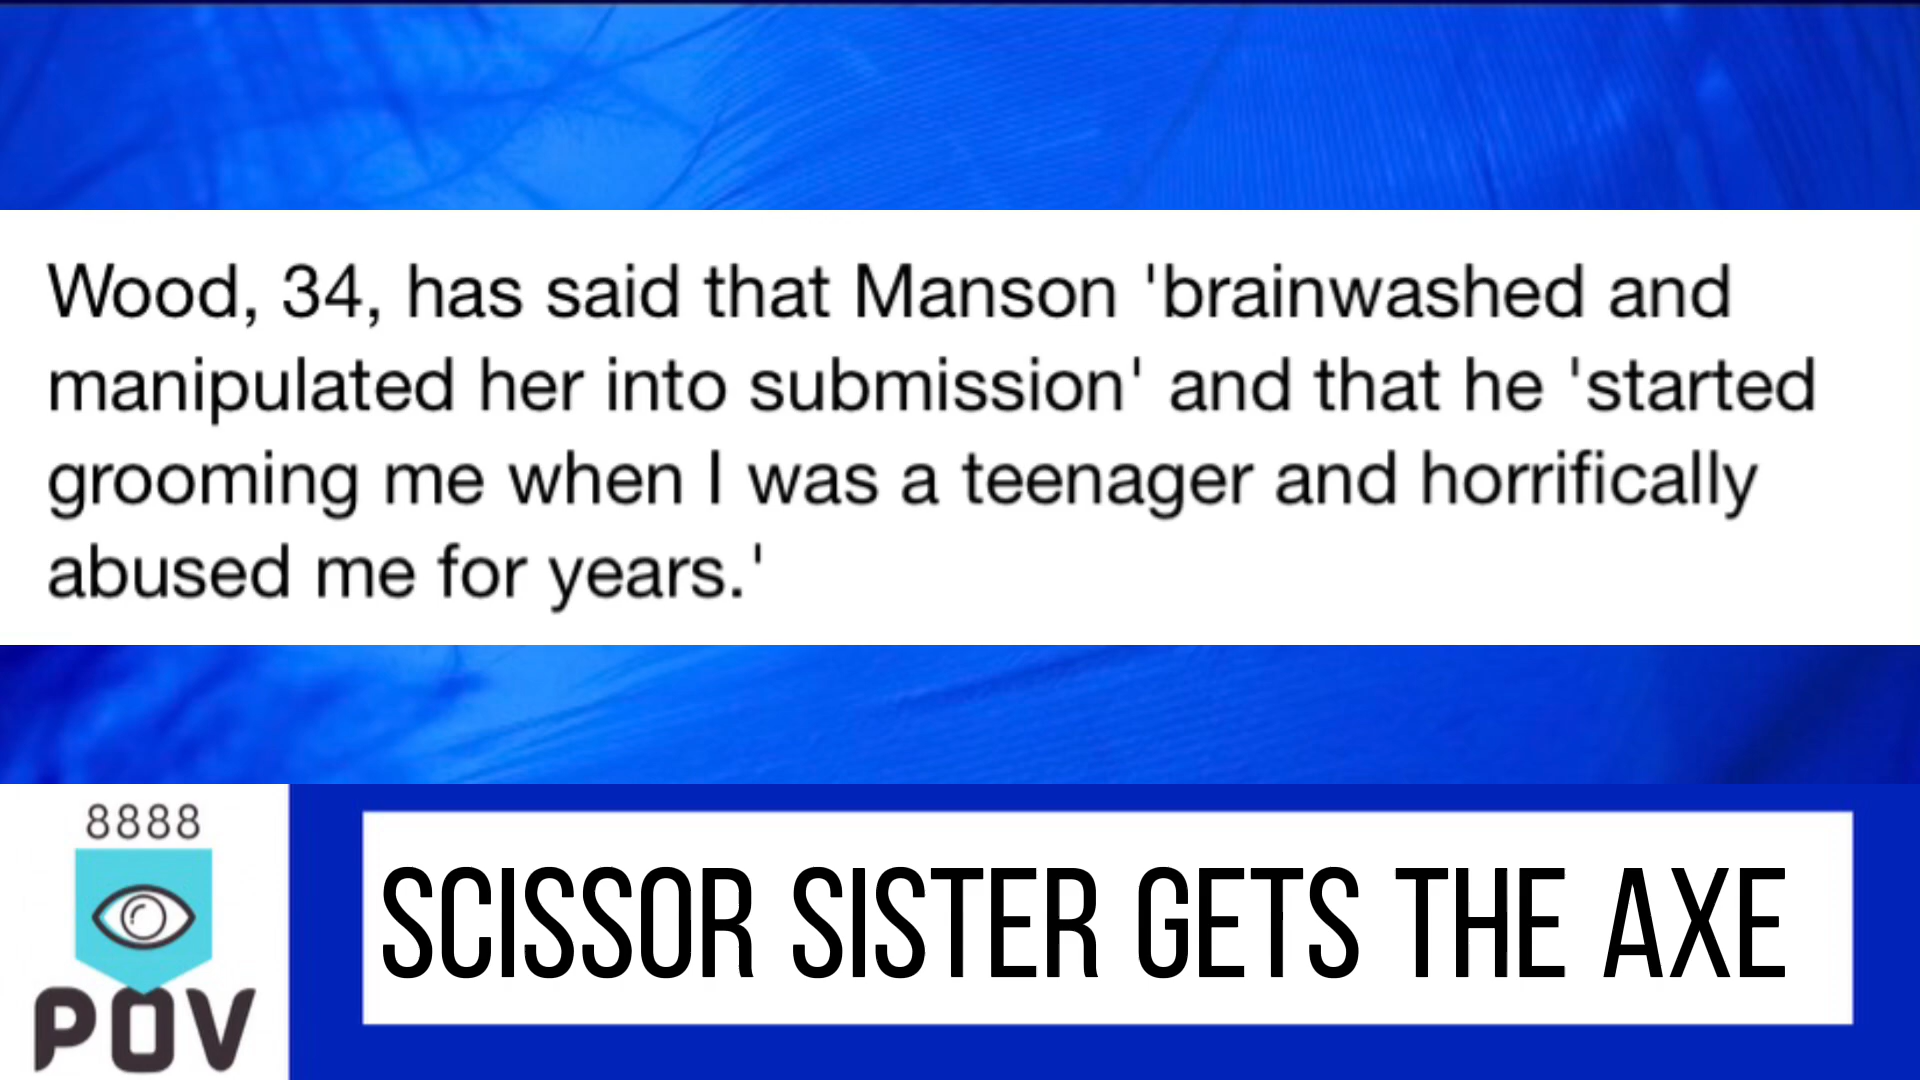 Wood, 34, has said that Manson 'brainwashed and
manipulated her into submission' and that he 'started
grooming me when I was a teenager and horrifically
abused me for years.'
8888
POV
SCISSOR SISTER GETS THE AXE